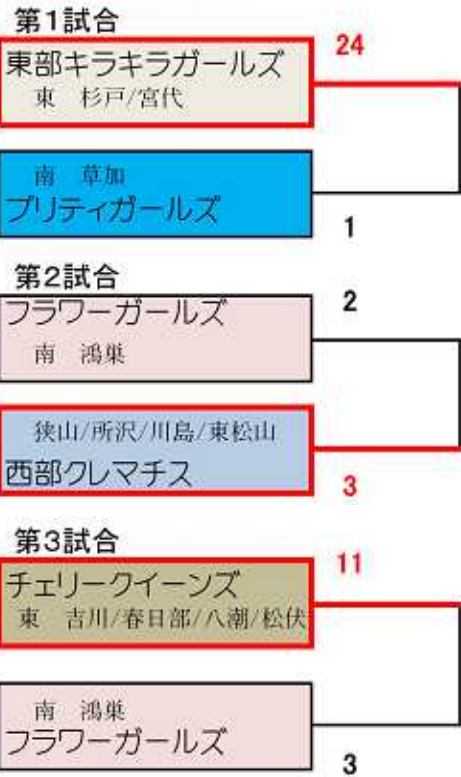 第1試合
24
東部キラキラガールズ
東 杉戸/宮代
南 草加
プリティガールズ
1
第2試合
2
フラワーガールズ
南 鴻巣
狭山/所沢/川島/東松山
西部クレマチス
3
第3試合
11
チェリークイーンズ
東 吉川/春日部/八潮/松伏
南 鴻巣
フラワーガールズ
3